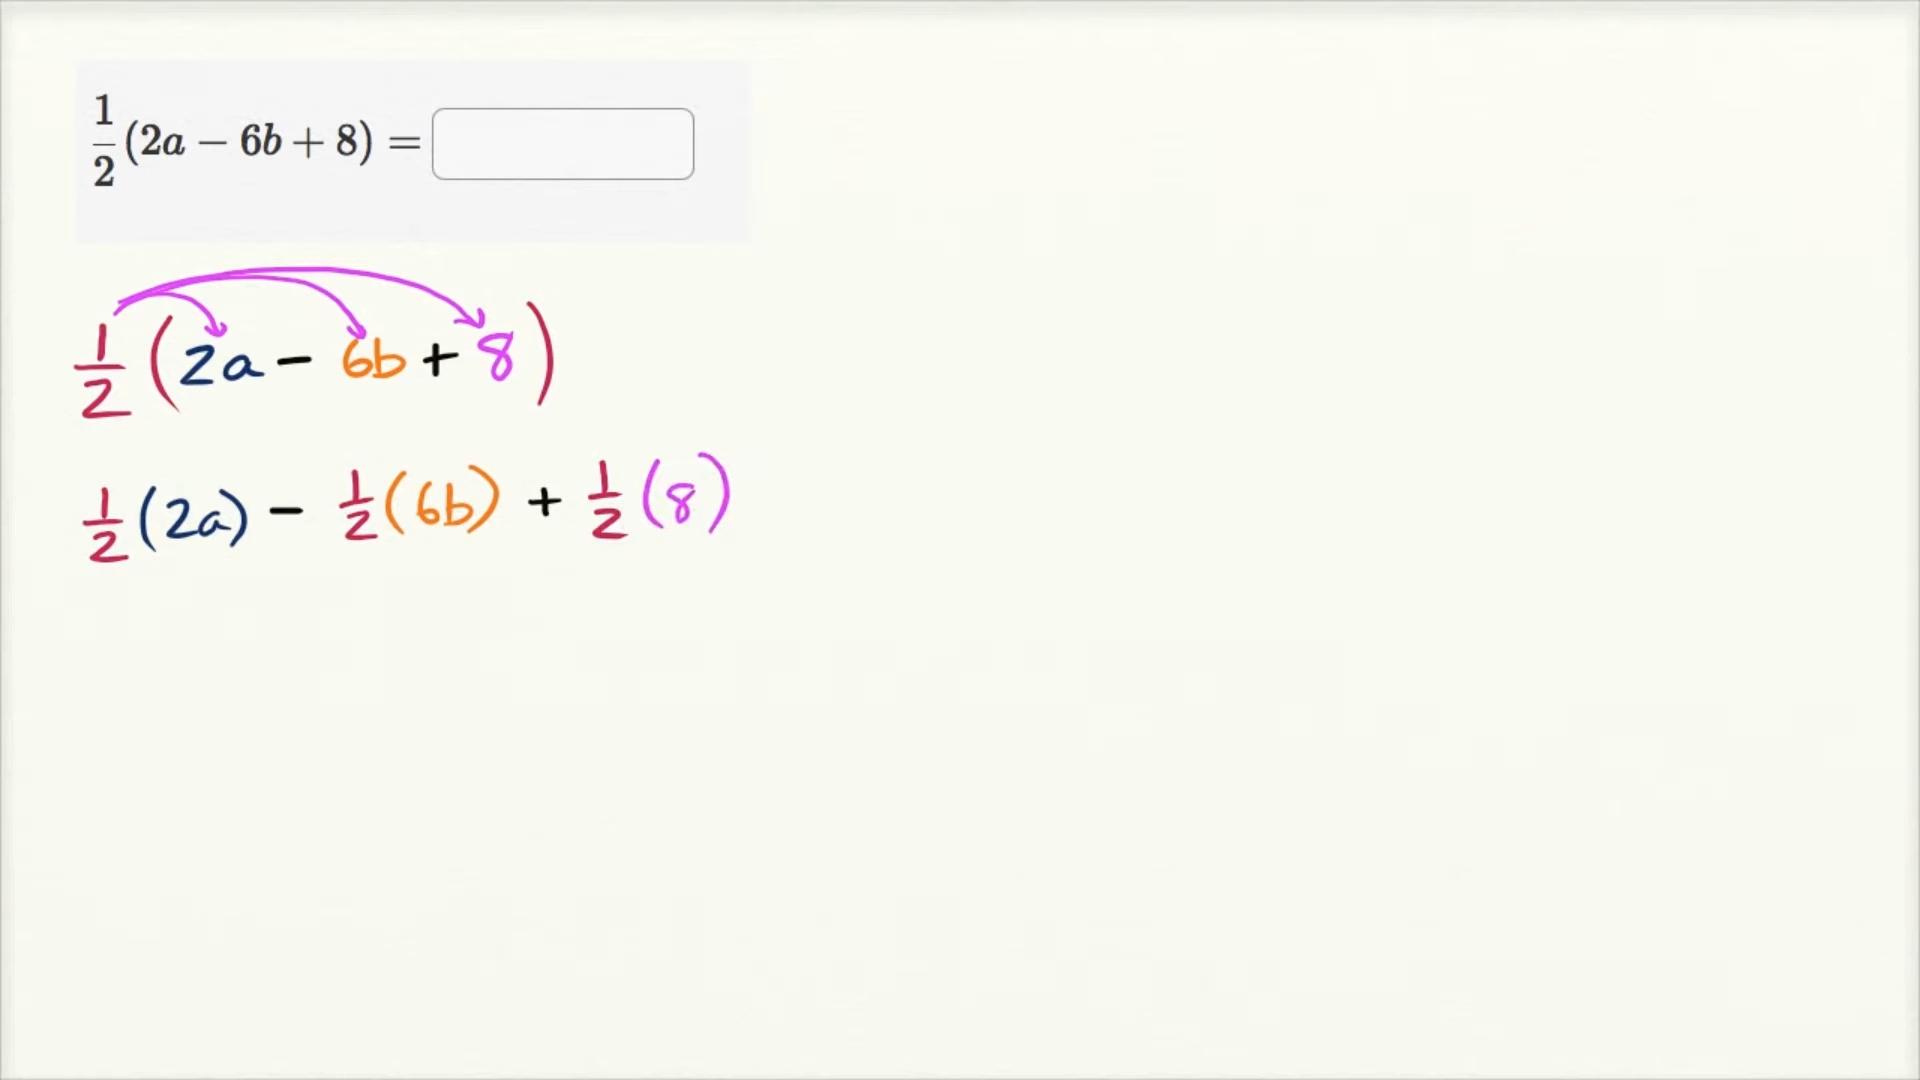 1/2(2a − 6b + 8) =
1/2(2a − 6b + 8)
1/2(2a) − 1/2(6b) + 1/2(8)